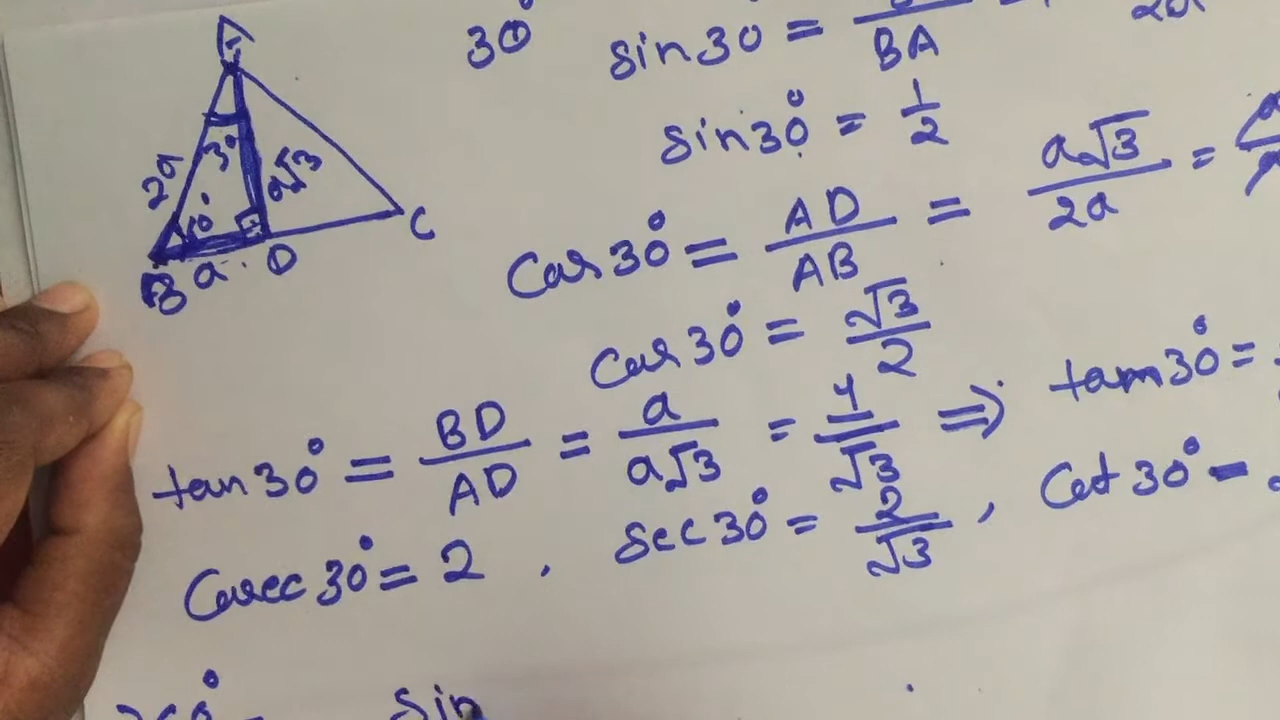 A
2a
30°
a√3
60°
B a D C
30° sin30° = /BA =
sin30° = 1/2
cos30° = AD/AB = a√3/2a =
cos30° = √3/2
tan30° = BD/AD = a/a√3 = 1/√3 ⇒ tan30° =
Cosec30° = 2 , sec30° = 2/√3 , Cot30° =
sin